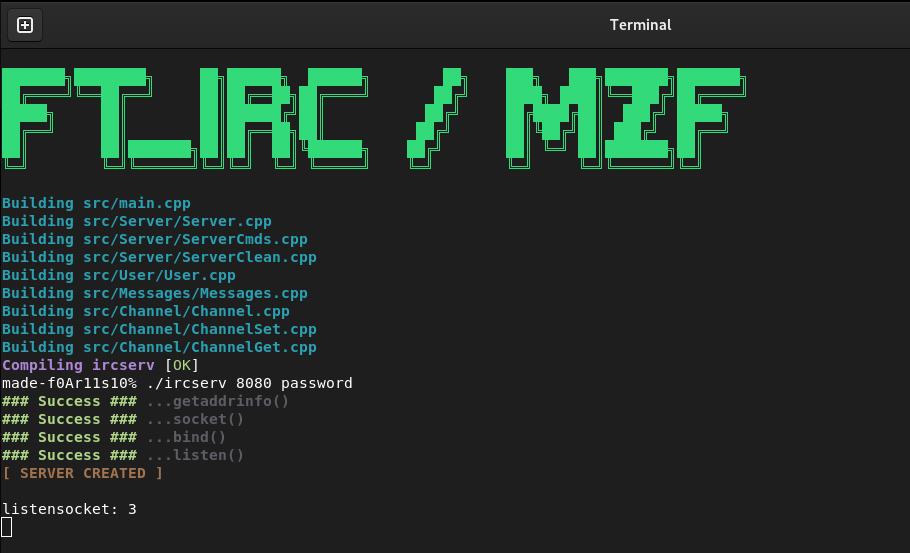 Terminal
FT_IRC / MZF
Building src/main.cpp
Building src/Server/Server.cpp
Building src/Server/ServerCmds.cpp
Building src/Server/ServerClean.cpp
Building src/User/User.cpp
Building src/Messages/Messages.cpp
Building src/Channel/Channel.cpp
Building src/Channel/ChannelSet.cpp
Building src/Channel/ChannelGet.cpp
Compiling ircserv [OK]
made-f0Ar11s10% ./ircserv 8080 password
### Success ### ...getaddrinfo()
### Success ### ...socket()
### Success ### ...bind()
### Success ### ...listen()
[ SERVER CREATED ]
listensocket: 3